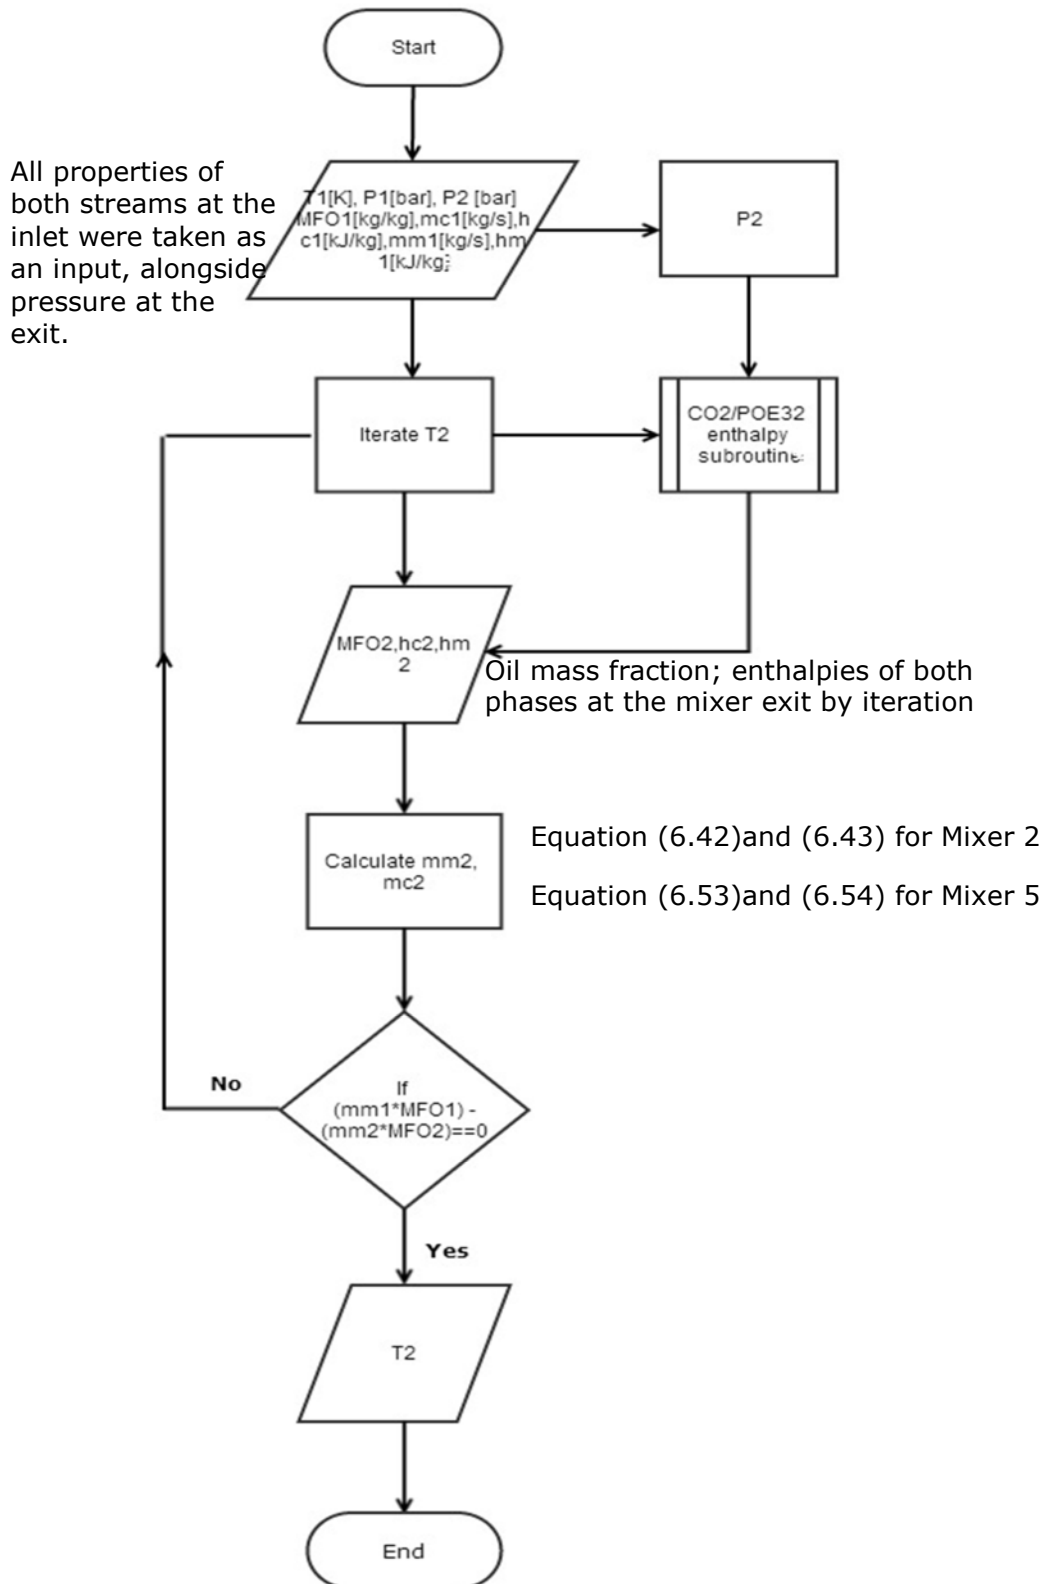 Start
All properties of
both streams at the
inlet were taken as
an input, alongside
pressure at the
exit.
T1[K], P1[bar], P2 [bar]
MFO1[kg/kg],mc1[kg/s],h
c1[kJ/kg],mm1[kg/s],hm
1[kJ/kg]
P2
Iterate T2
CO2/POE32
enthalpy
subroutine
MFO2,hc2,hm
2
Oil mass fraction; enthalpies of both
phases at the mixer exit by iteration
Calculate mm2,
mc2
Equation (6.42)and (6.43) for Mixer 2
Equation (6.53)and (6.54) for Mixer 5
If
(mm1*MFO1) -
(mm2*MFO2)==0
No
Yes
T2
End